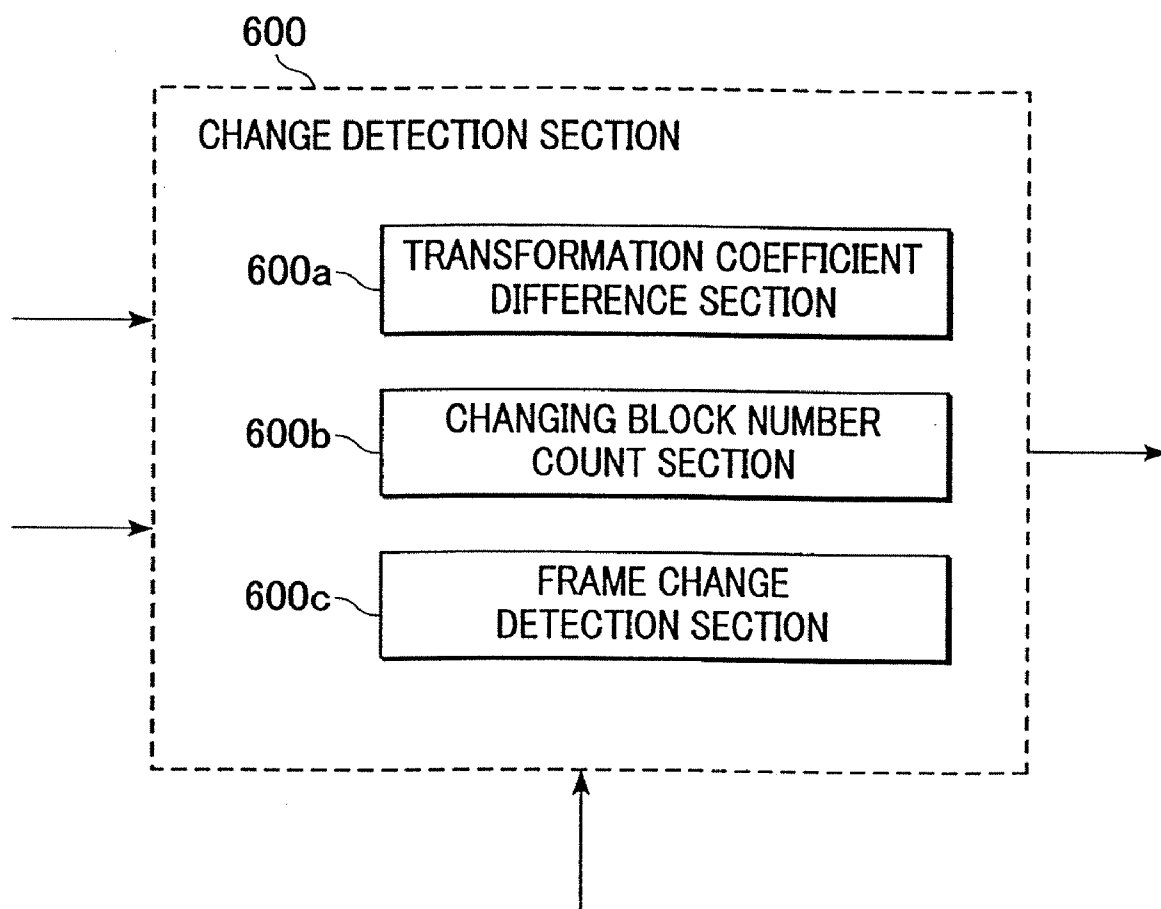 600
CHANGE DETECTION SECTION
600a
TRANSFORMATION COEFFICIENT
DIFFERENCE SECTION
600b
CHANGING BLOCK NUMBER
COUNT SECTION
600c
FRAME CHANGE
DETECTION SECTION